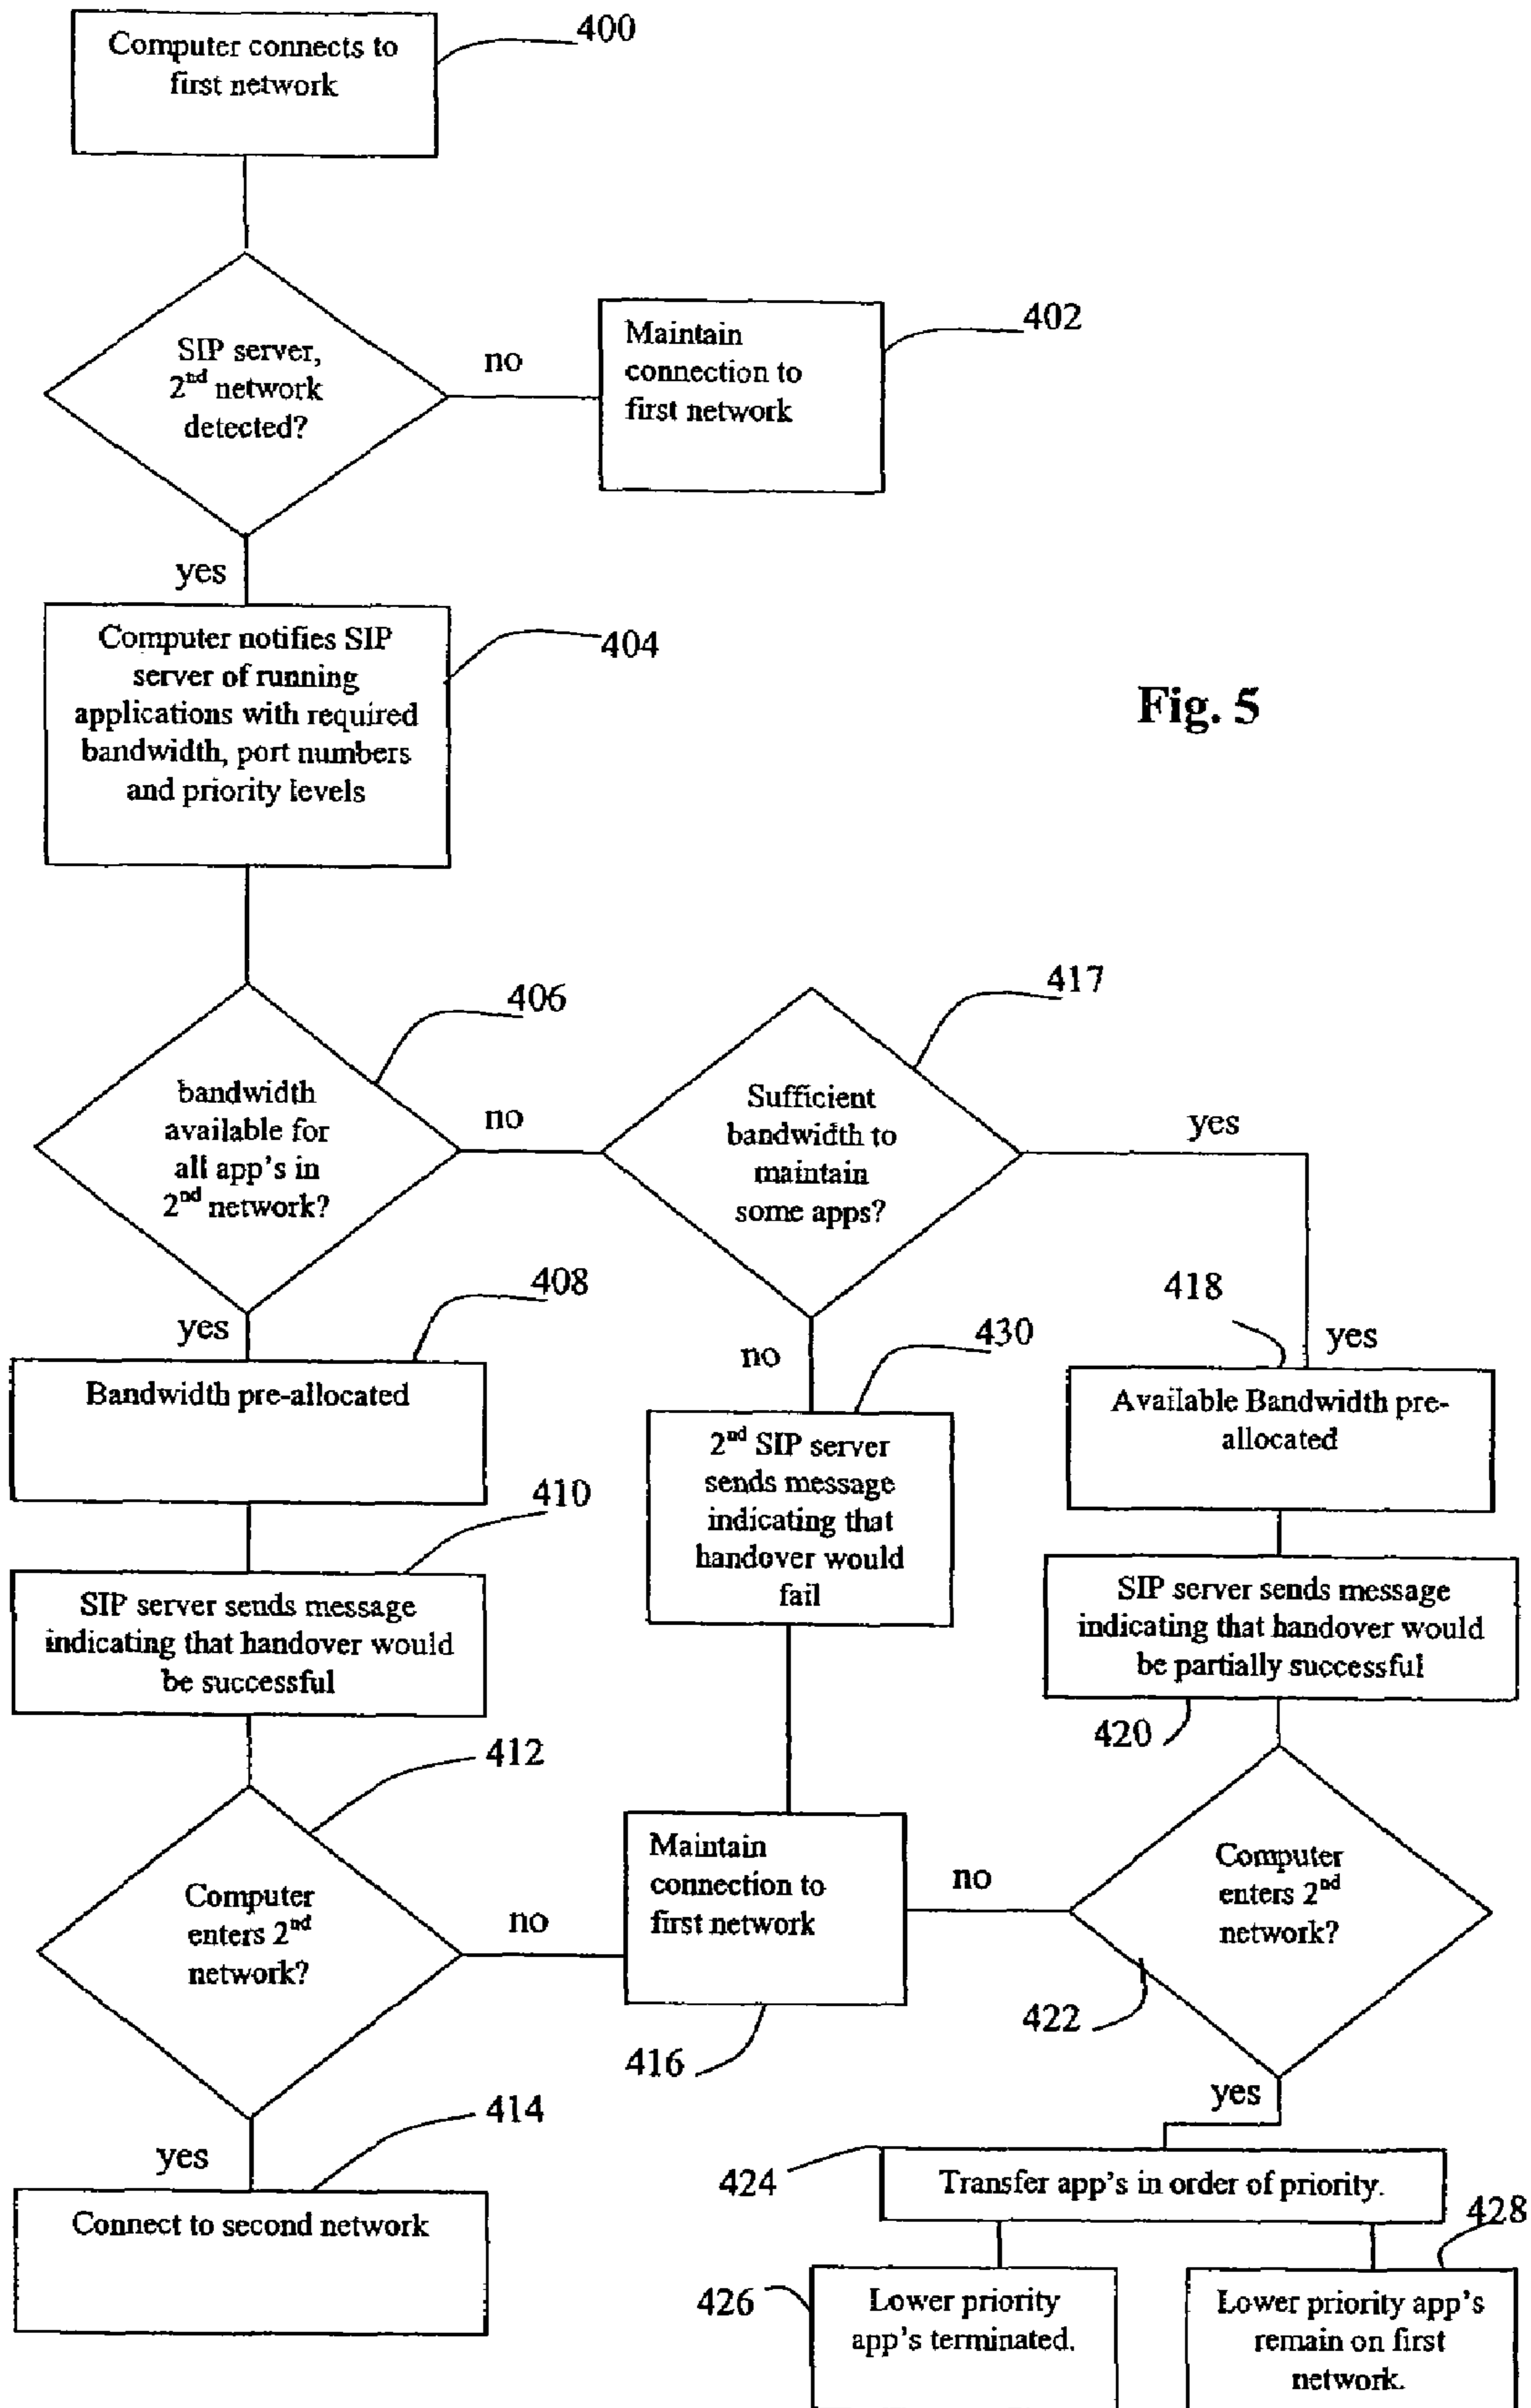 Computer connects to
first network
400
SIP server,
2nd network
detected?
no
Maintain
connection to
first network
402
yes
Computer notifies SIP
server of running
applications with required
bandwidth, port numbers
and priority levels
404
Fig. 5
406
bandwidth
available for
all app's in
2nd network?
no
417
Sufficient
bandwidth to
maintain
some apps?
yes
yes
408
Bandwidth pre-allocated
no
430
2nd SIP server
sends message
indicating that
handover would
fail
418
yes
Available Bandwidth pre-
allocated
410
SIP server sends message
indicating that handover would
be successful
SIP server sends message
indicating that handover would
be partially successful
420
412
Computer
enters 2nd
network?
no
Maintain
connection to
first network
416
no
Computer
enters 2nd
network?
422
yes
414
Connect to second network
yes
424
Transfer app's in order of priority.
426
Lower priority
app's terminated.
428
Lower priority app's
remain on first
network.